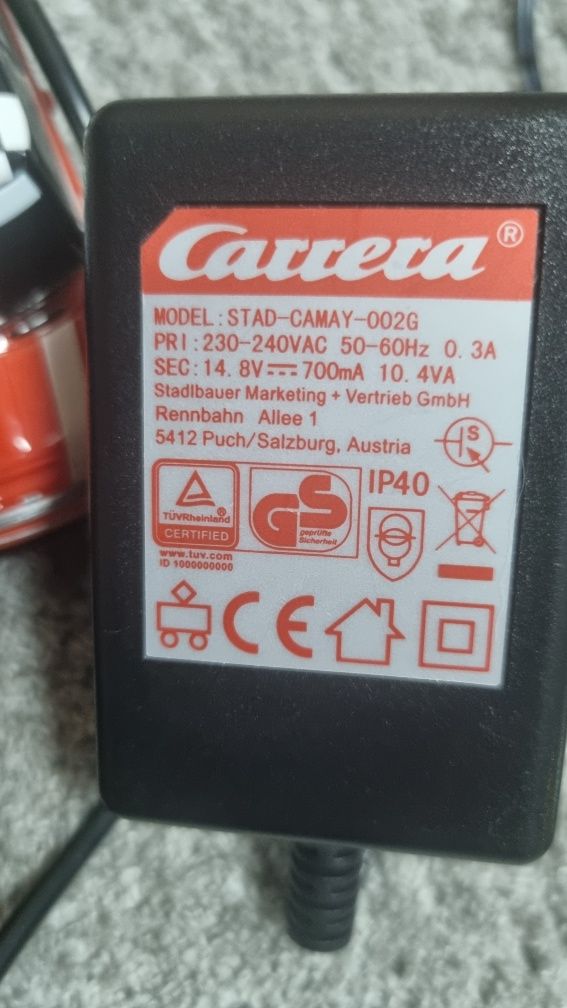 Carrera ®
MODEL:STAD-CAMAY-002G
PRI:230-240VAC 50-60Hz 0.3A
SEC:14.8V⎓700mA 10.4VA
Stadlbauer Marketing + Vertrieb GmbH
Rennbahn Allee 1
5412 Puch/Salzburg, Austria
S
IP40
TÜVRheinland
CERTIFIED
GS
geprüfte
Sicherheit
www.tuv.com
ID 1000000000
CE